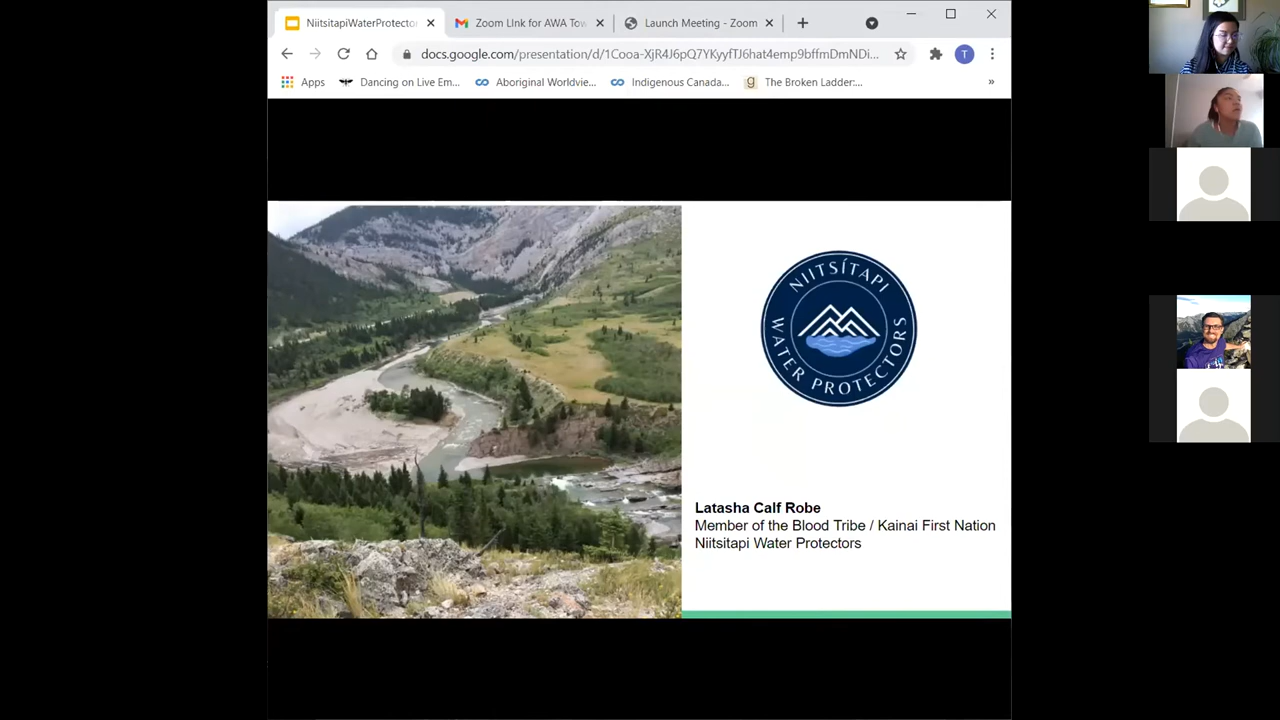 NiitsitapiWaterProtector
Zoom LInk for AWA Tow
Launch Meeting - Zoom
docs.google.com/presentation/d/1Cooa-XjR4J6pQ7YKyyfTJ6hat4emp9bffmDmNDi...
T
Apps
Dancing on Live Em...
Aboriginal Worldvie...
Indigenous Canada...
g
The Broken Ladder:...
»
NIITSÍTAPI
WATER PROTECTORS
Latasha Calf Robe
Member of the Blood Tribe / Kainai First Nation
Niitsitapi Water Protectors